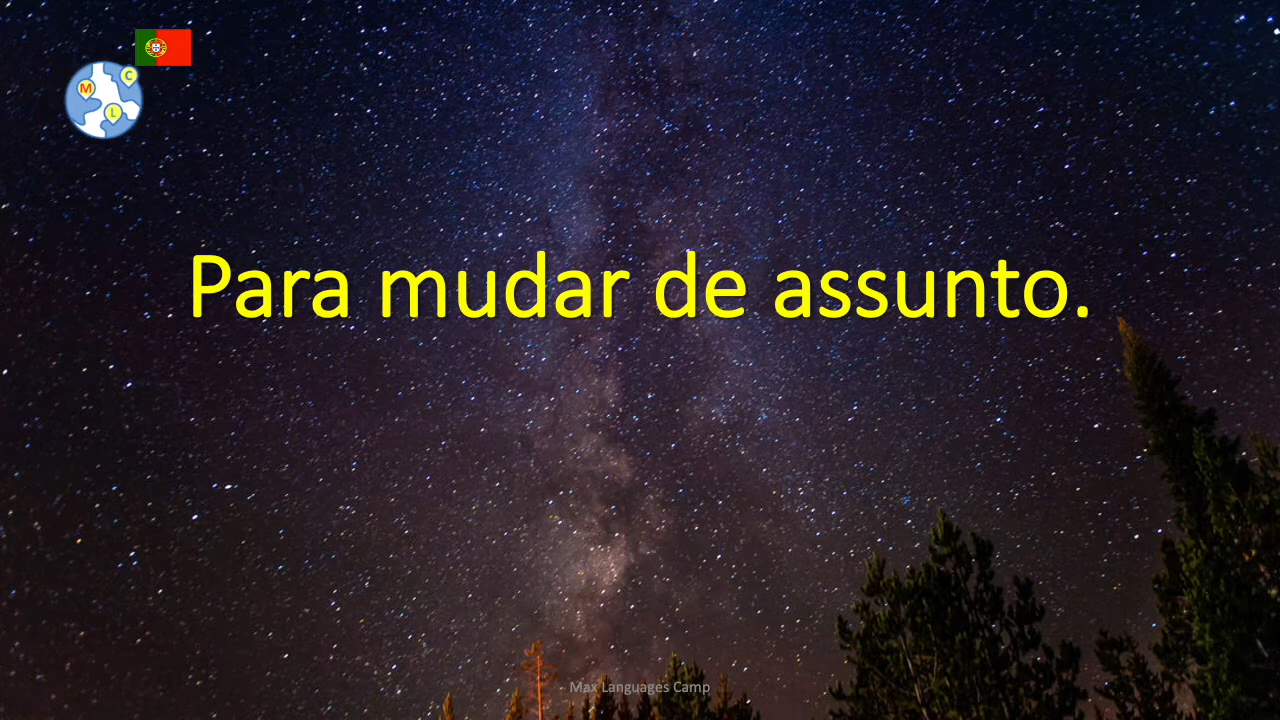 C
M
L
Para mudar de assunto.
Max Languages Camp